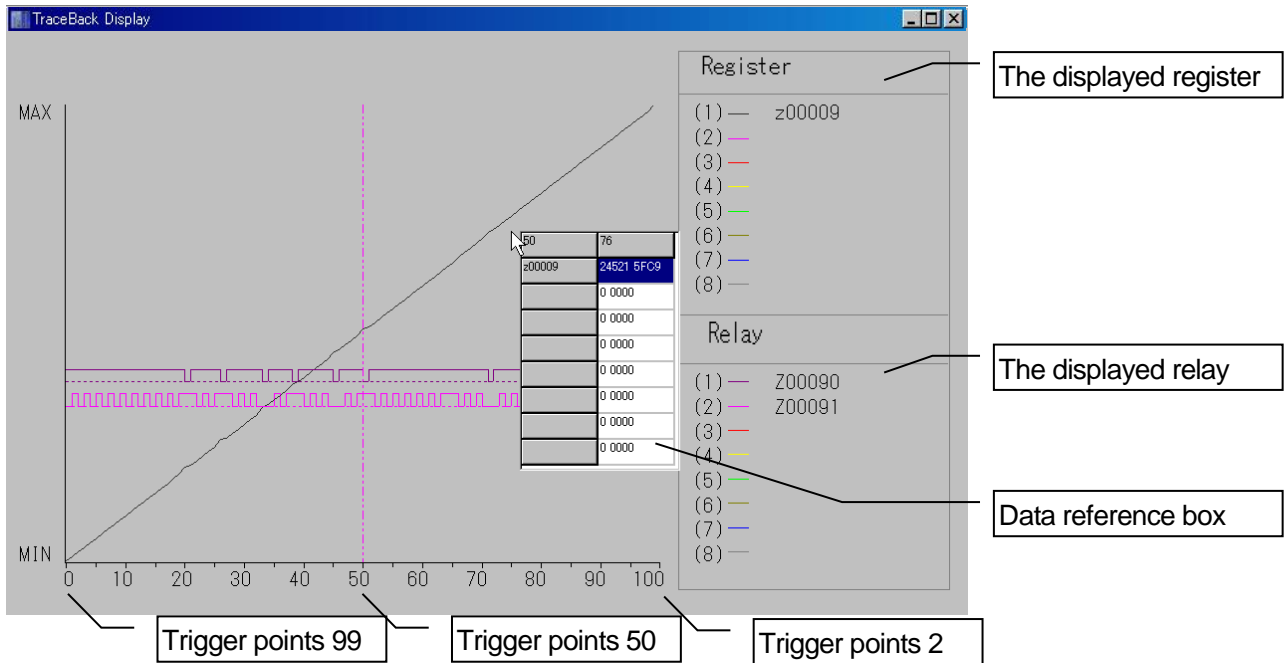 TraceBack Display
Register
The displayed register
MAX
(1) z00009
(2)
(3)
(4)
(5)
(6)
(7)
(8)
50 76
z00009 24521 5FC9
0 0000
0 0000
0 0000
0 0000
0 0000
0 0000
0 0000
Relay
The displayed relay
(1) Z00090
(2) Z00091
(3)
(4)
(5)
(6)
(7)
(8)
Data reference box
MIN
0 10 20 30 40 50 60 70 80 90 100
Trigger points 99
Trigger points 50
Trigger points 2